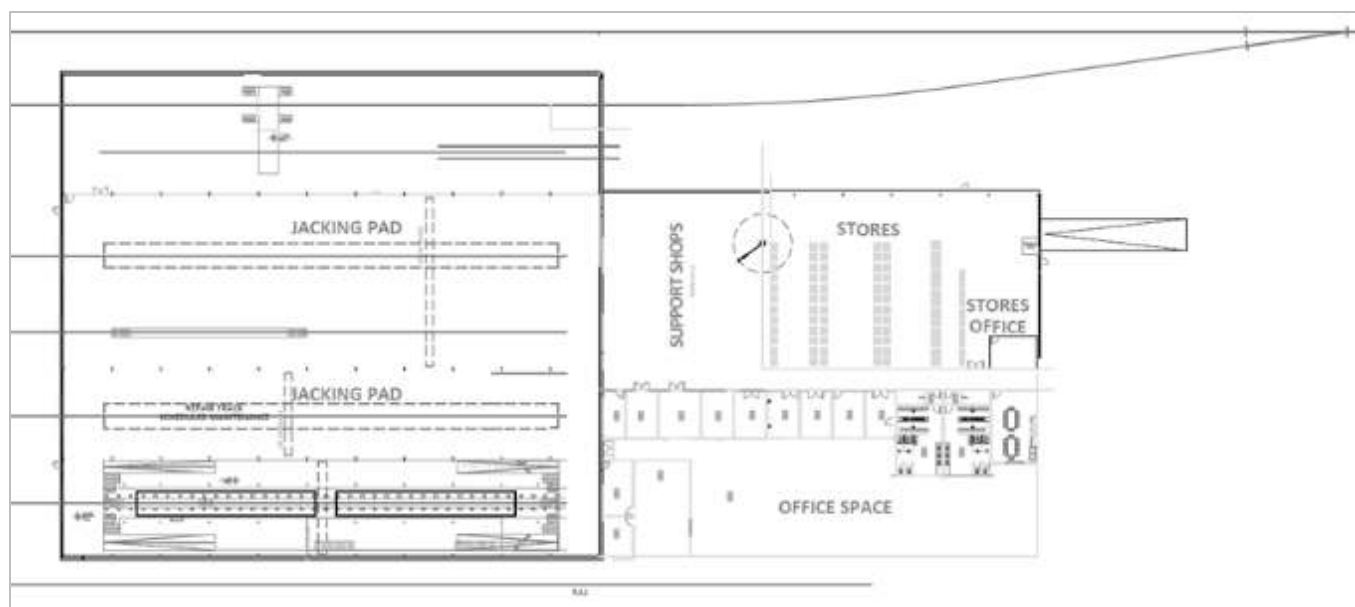 JACKING PAD
SUPPORT SHOPS
STORES
STORES
OFFICE
JACKING PAD
OFFICE SPACE